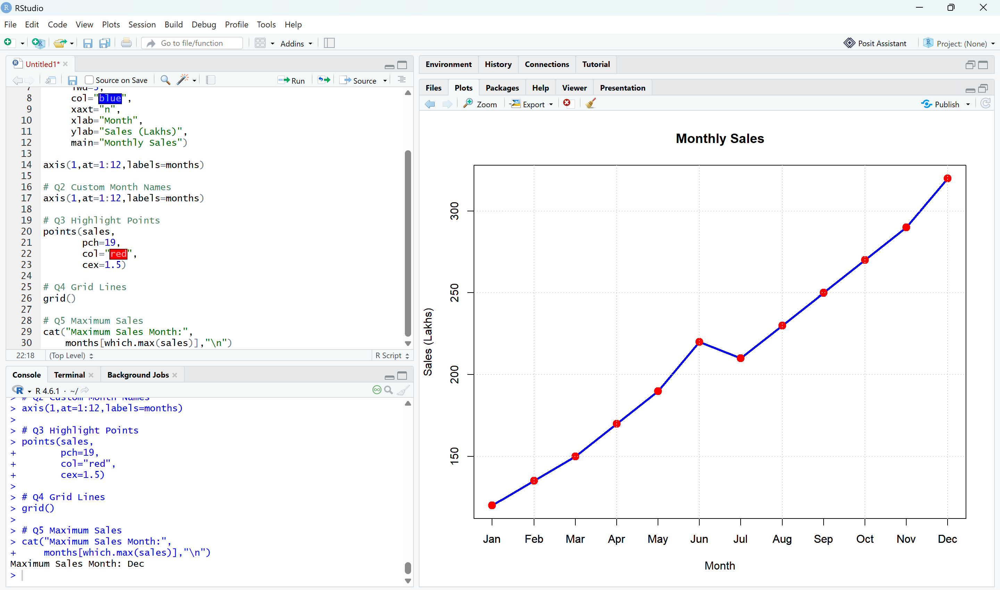 RStudio
File Edit Code View Plots Session Build Debug Profile Tools Help
Go to file/function Addins Posit Assistant Project: (None)
Untitled1*
Source on Save Run Source
8 col="blue",
9 xaxt="n",
10 xlab="Month",
11 ylab="Sales (Lakhs)",
12 main="Monthly Sales")
13
14 axis(1,at=1:12,labels=months)
15
16 # Q2 Custom Month Names
17 axis(1,at=1:12,labels=months)
18
19 # Q3 Highlight Points
20 points(sales,
21 pch=19,
22 col="red",
23 cex=1.5)
24
25 # Q4 Grid Lines
26 grid()
27
28 # Q5 Maximum Sales
29 cat("Maximum Sales Month:",
30 months[which.max(sales)],"\n")
22:18 (Top Level) R Script
Console Terminal Background Jobs
R 4.6.1 · ~/
> # Q2 Custom Month Names
> axis(1,at=1:12,labels=months)
>
> # Q3 Highlight Points
> points(sales,
+ pch=19,
+ col="red",
+ cex=1.5)
>
> # Q4 Grid Lines
> grid()
>
> # Q5 Maximum Sales
> cat("Maximum Sales Month:",
+ months[which.max(sales)],"\n")
Maximum Sales Month: Dec
>
Environment History Connections Tutorial
Files Plots Packages Help Viewer Presentation
Zoom Export Publish
Monthly Sales
300
250
200
150
Sales (Lakhs)
Jan Feb Mar Apr May Jun Jul Aug Sep Oct Nov Dec
Month